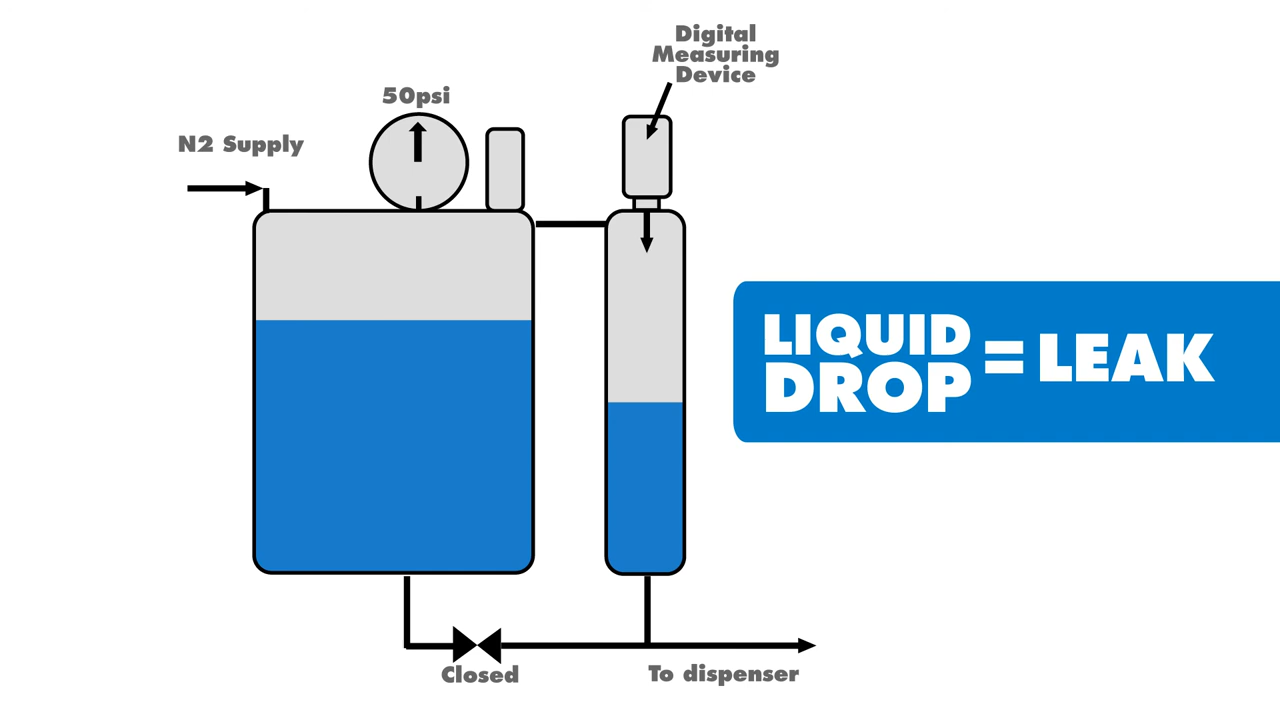 Digital
Measuring
Device
50psi
N2 Supply
LIQUID
DROP
= LEAK
Closed
To dispenser